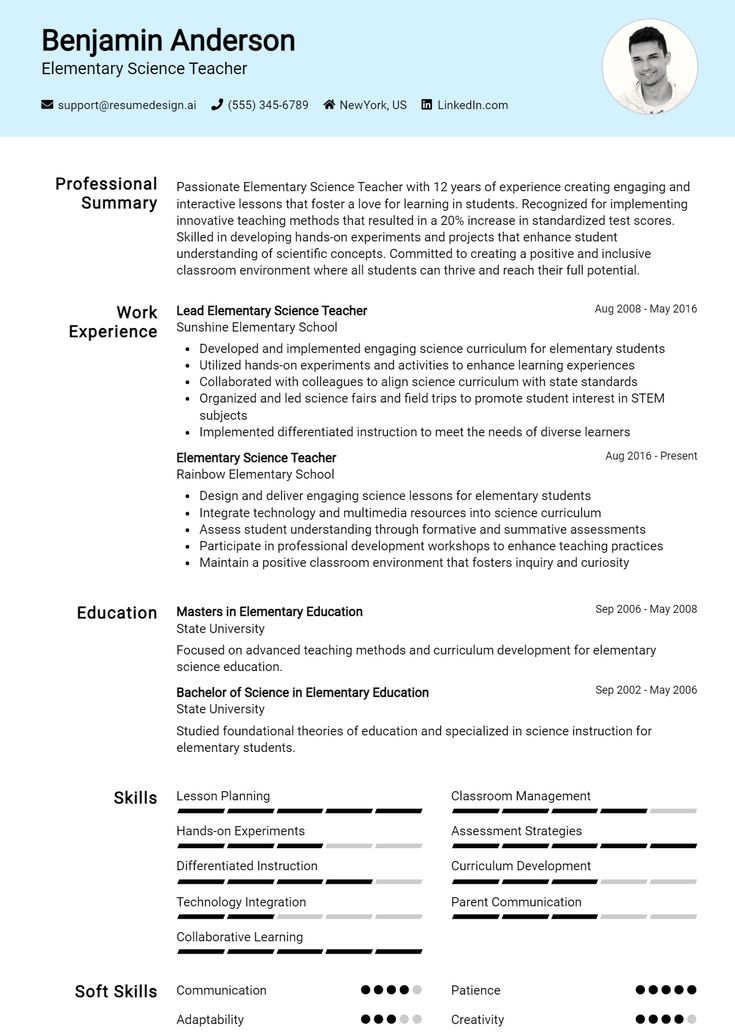 Benjamin Anderson
Elementary Science Teacher
support@resumedesign.ai (555) 345-6789 NewYork, US LinkedIn.com
Professional
Summary
Passionate Elementary Science Teacher with 12 years of experience creating engaging and
interactive lessons that foster a love for learning in students. Recognized for implementing
innovative teaching methods that resulted in a 20% increase in standardized test scores.
Skilled in developing hands-on experiments and projects that enhance student
understanding of scientific concepts. Committed to creating a positive and inclusive
classroom environment where all students can thrive and reach their full potential.
Work
Experience
Lead Elementary Science Teacher Aug 2008 - May 2016
Sunshine Elementary School
• Developed and implemented engaging science curriculum for elementary students
• Utilized hands-on experiments and activities to enhance learning experiences
• Collaborated with colleagues to align science curriculum with state standards
• Organized and led science fairs and field trips to promote student interest in STEM
subjects
• Implemented differentiated instruction to meet the needs of diverse learners
Elementary Science Teacher Aug 2016 - Present
Rainbow Elementary School
• Design and deliver engaging science lessons for elementary students
• Integrate technology and multimedia resources into science curriculum
• Assess student understanding through formative and summative assessments
• Participate in professional development workshops to enhance teaching practices
• Maintain a positive classroom environment that fosters inquiry and curiosity
Education
Masters in Elementary Education Sep 2006 - May 2008
State University
Focused on advanced teaching methods and curriculum development for elementary
science education.
Bachelor of Science in Elementary Education Sep 2002 - May 2006
State University
Studied foundational theories of education and specialized in science instruction for
elementary students.
Skills
Lesson Planning Classroom Management
Hands-on Experiments Assessment Strategies
Differentiated Instruction Curriculum Development
Technology Integration Parent Communication
Collaborative Learning
Soft Skills
Communication Patience
Adaptability Creativity